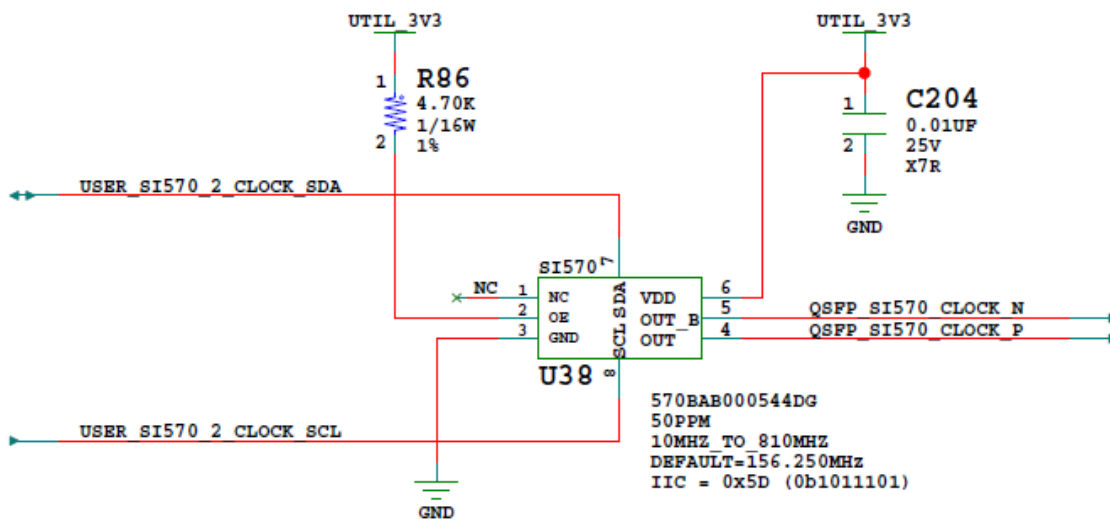 UTIL_3V3
UTIL_3V3
1
R86
4.70K
1/16W
1%
2
1
C204
0.01UF
25V
X7R
2
GND
USER_SI570_2_CLOCK_SDA
SI570
7
NC 1 NC
SDA
VDD 6
2 OE
OUT_B 5
QSFP_SI570_CLOCK_N
3 GND
SCL
OUT 4
QSFP_SI570_CLOCK_P
U38
8
570BAB000544DG
50PPM
10MHZ_TO_810MHZ
DEFAULT=156.250MHz
IIC = 0x5D (0b1011101)
USER_SI570_2_CLOCK_SCL
GND